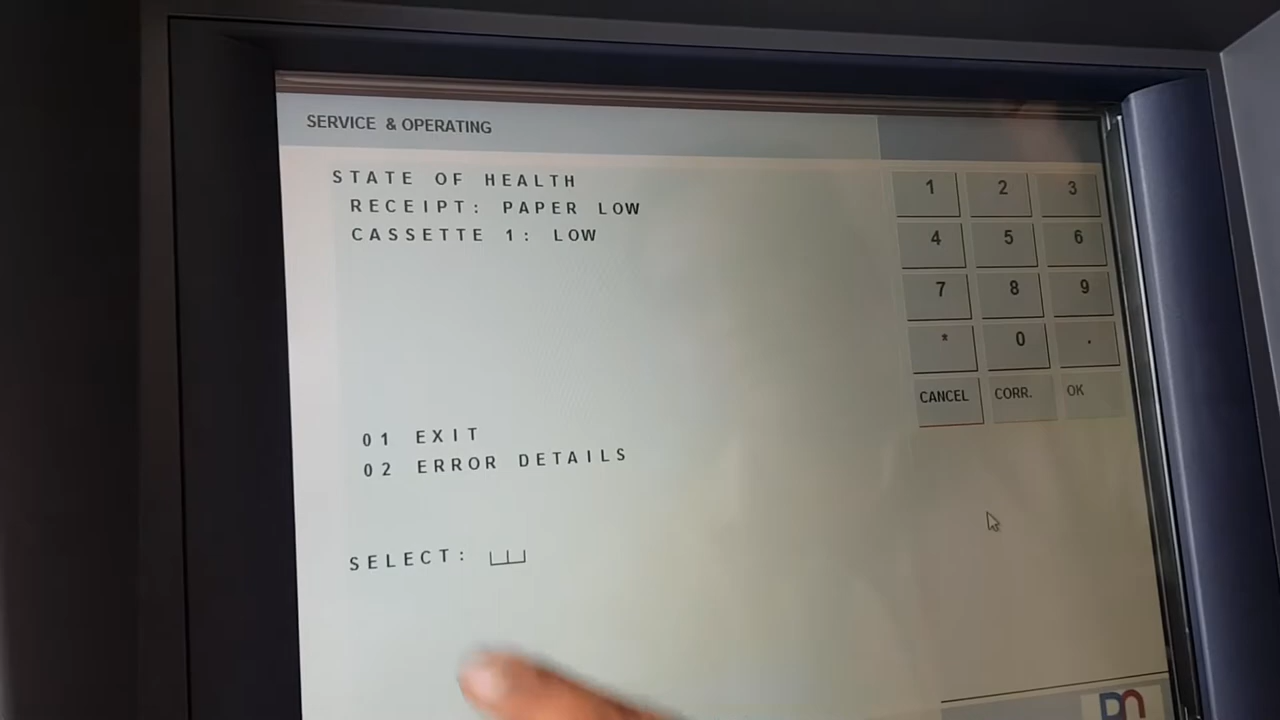 SERVICE & OPERATING
STATE OF HEALTH
RECEIPT: PAPER LOW
CASSETTE 1: LOW
01 EXIT
02 ERROR DETAILS
SELECT:
1 2 3
4 5 6
7 8 9
* 0 .
CANCEL CORR. OK